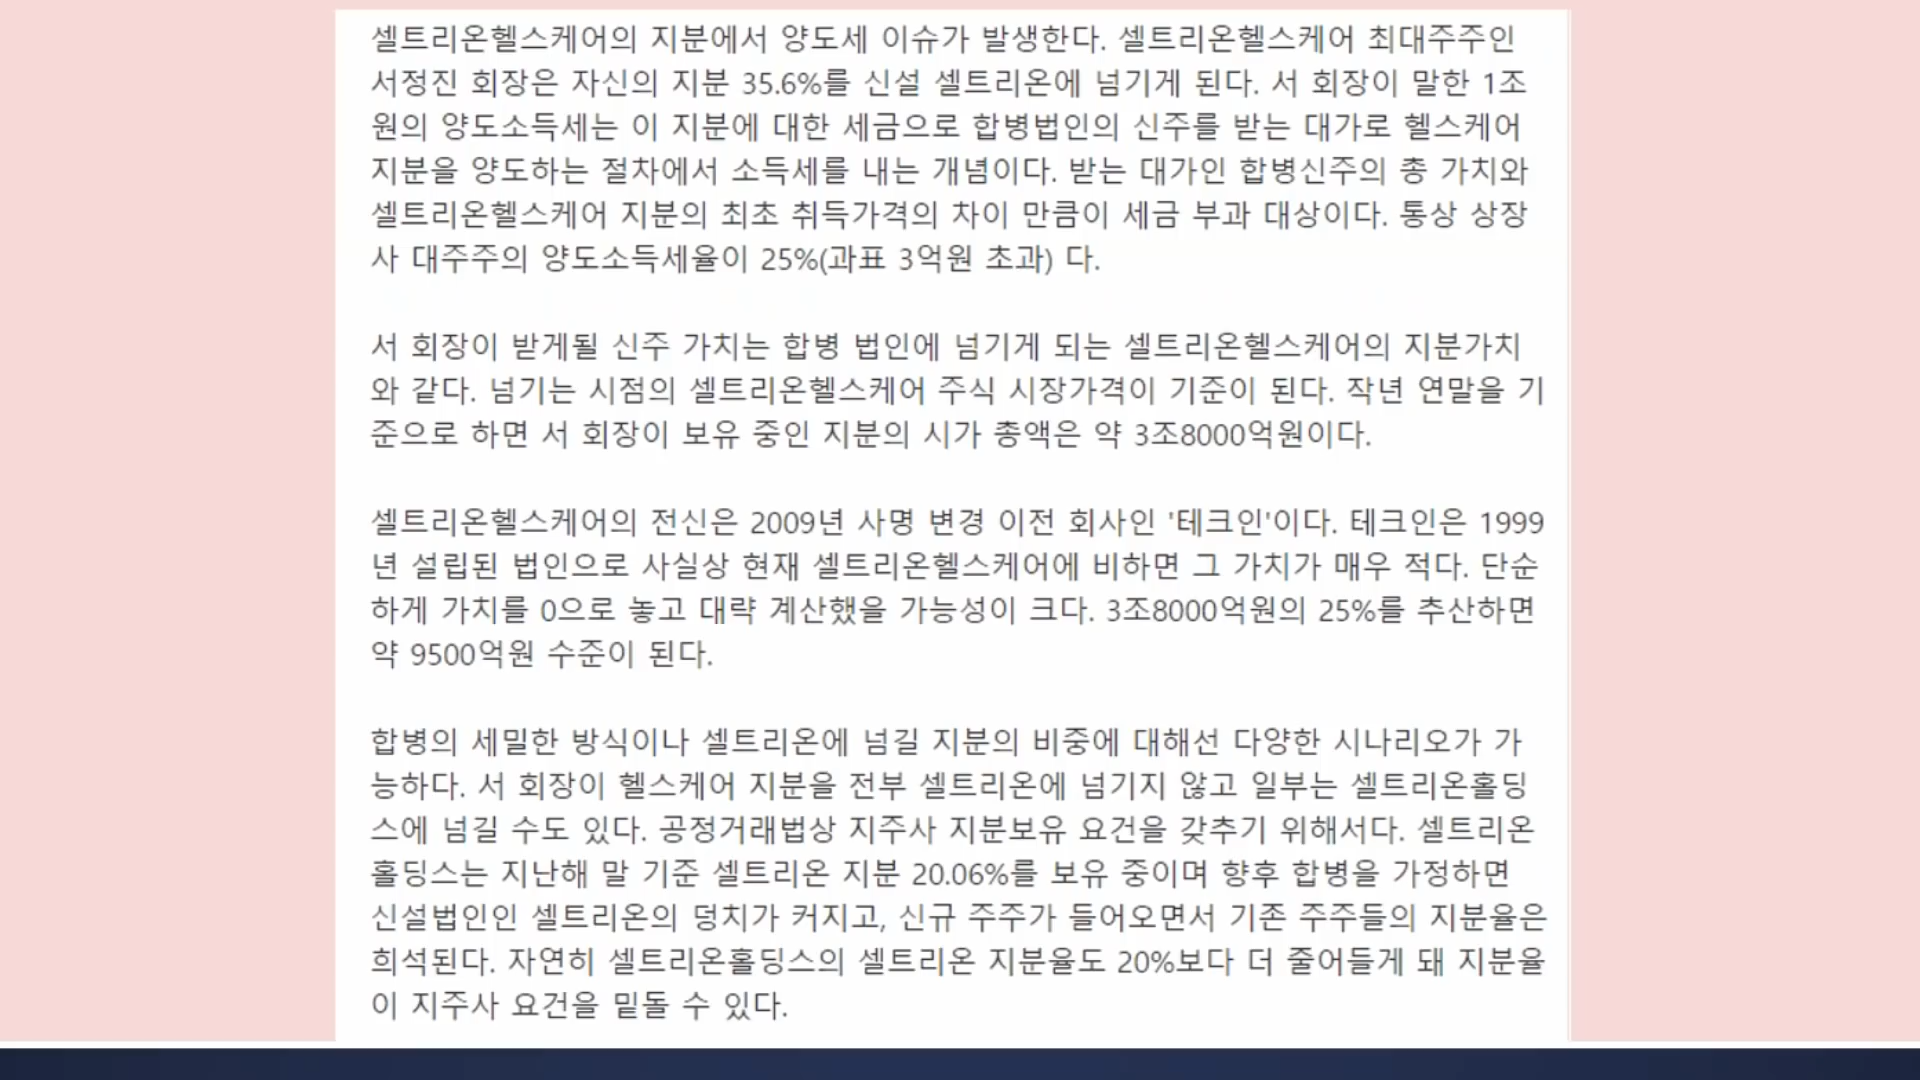 셀트리온헬스케어의 지분에서 양도세 이슈가 발생한다. 셀트리온헬스케어 최대주주인
서정진 회장은 자신의 지분 35.6%를 신설 셀트리온에 넘기게 된다. 서 회장이 말한 1조
원의 양도소득세는 이 지분에 대한 세금으로 합병법인의 신주를 받는 대가로 헬스케어
지분을 양도하는 절차에서 소득세를 내는 개념이다. 받는 대가인 합병신주의 총 가치와
셀트리온헬스케어 지분의 최초 취득가격의 차이 만큼이 세금 부과 대상이다. 통상 상장
사 대주주의 양도소득세율이 25%(과표 3억원 초과) 다.
서 회장이 받게될 신주 가치는 합병 법인에 넘기게 되는 셀트리온헬스케어의 지분가치
와 같다. 넘기는 시점의 셀트리온헬스케어 주식 시장가격이 기준이 된다. 작년 연말을 기
준으로 하면 서 회장이 보유 중인 지분의 시가 총액은 약 3조8000억원이다.
셀트리온헬스케어의 전신은 2009년 사명 변경 이전 회사인 '테크인'이다. 테크인은 1999
년 설립된 법인으로 사실상 현재 셀트리온헬스케어에 비하면 그 가치가 매우 적다. 단순
하게 가치를 0으로 놓고 대략 계산했을 가능성이 크다. 3조8000억원의 25%를 추산하면
약 9500억원 수준이 된다.
합병의 세밀한 방식이나 셀트리온에 넘길 지분의 비중에 대해선 다양한 시나리오가 가
능하다. 서 회장이 헬스케어 지분을 전부 셀트리온에 넘기지 않고 일부는 셀트리온홀딩
스에 넘길 수도 있다. 공정거래법상 지주사 지분보유 요건을 갖추기 위해서다. 셀트리온
홀딩스는 지난해 말 기준 셀트리온 지분 20.06%를 보유 중이며 향후 합병을 가정하면
신설법인인 셀트리온의 덩치가 커지고, 신규 주주가 들어오면서 기존 주주들의 지분율은
희석된다. 자연히 셀트리온홀딩스의 셀트리온 지분율도 20%보다 더 줄어들게 돼 지분율
이 지주사 요건을 밑돌 수 있다.